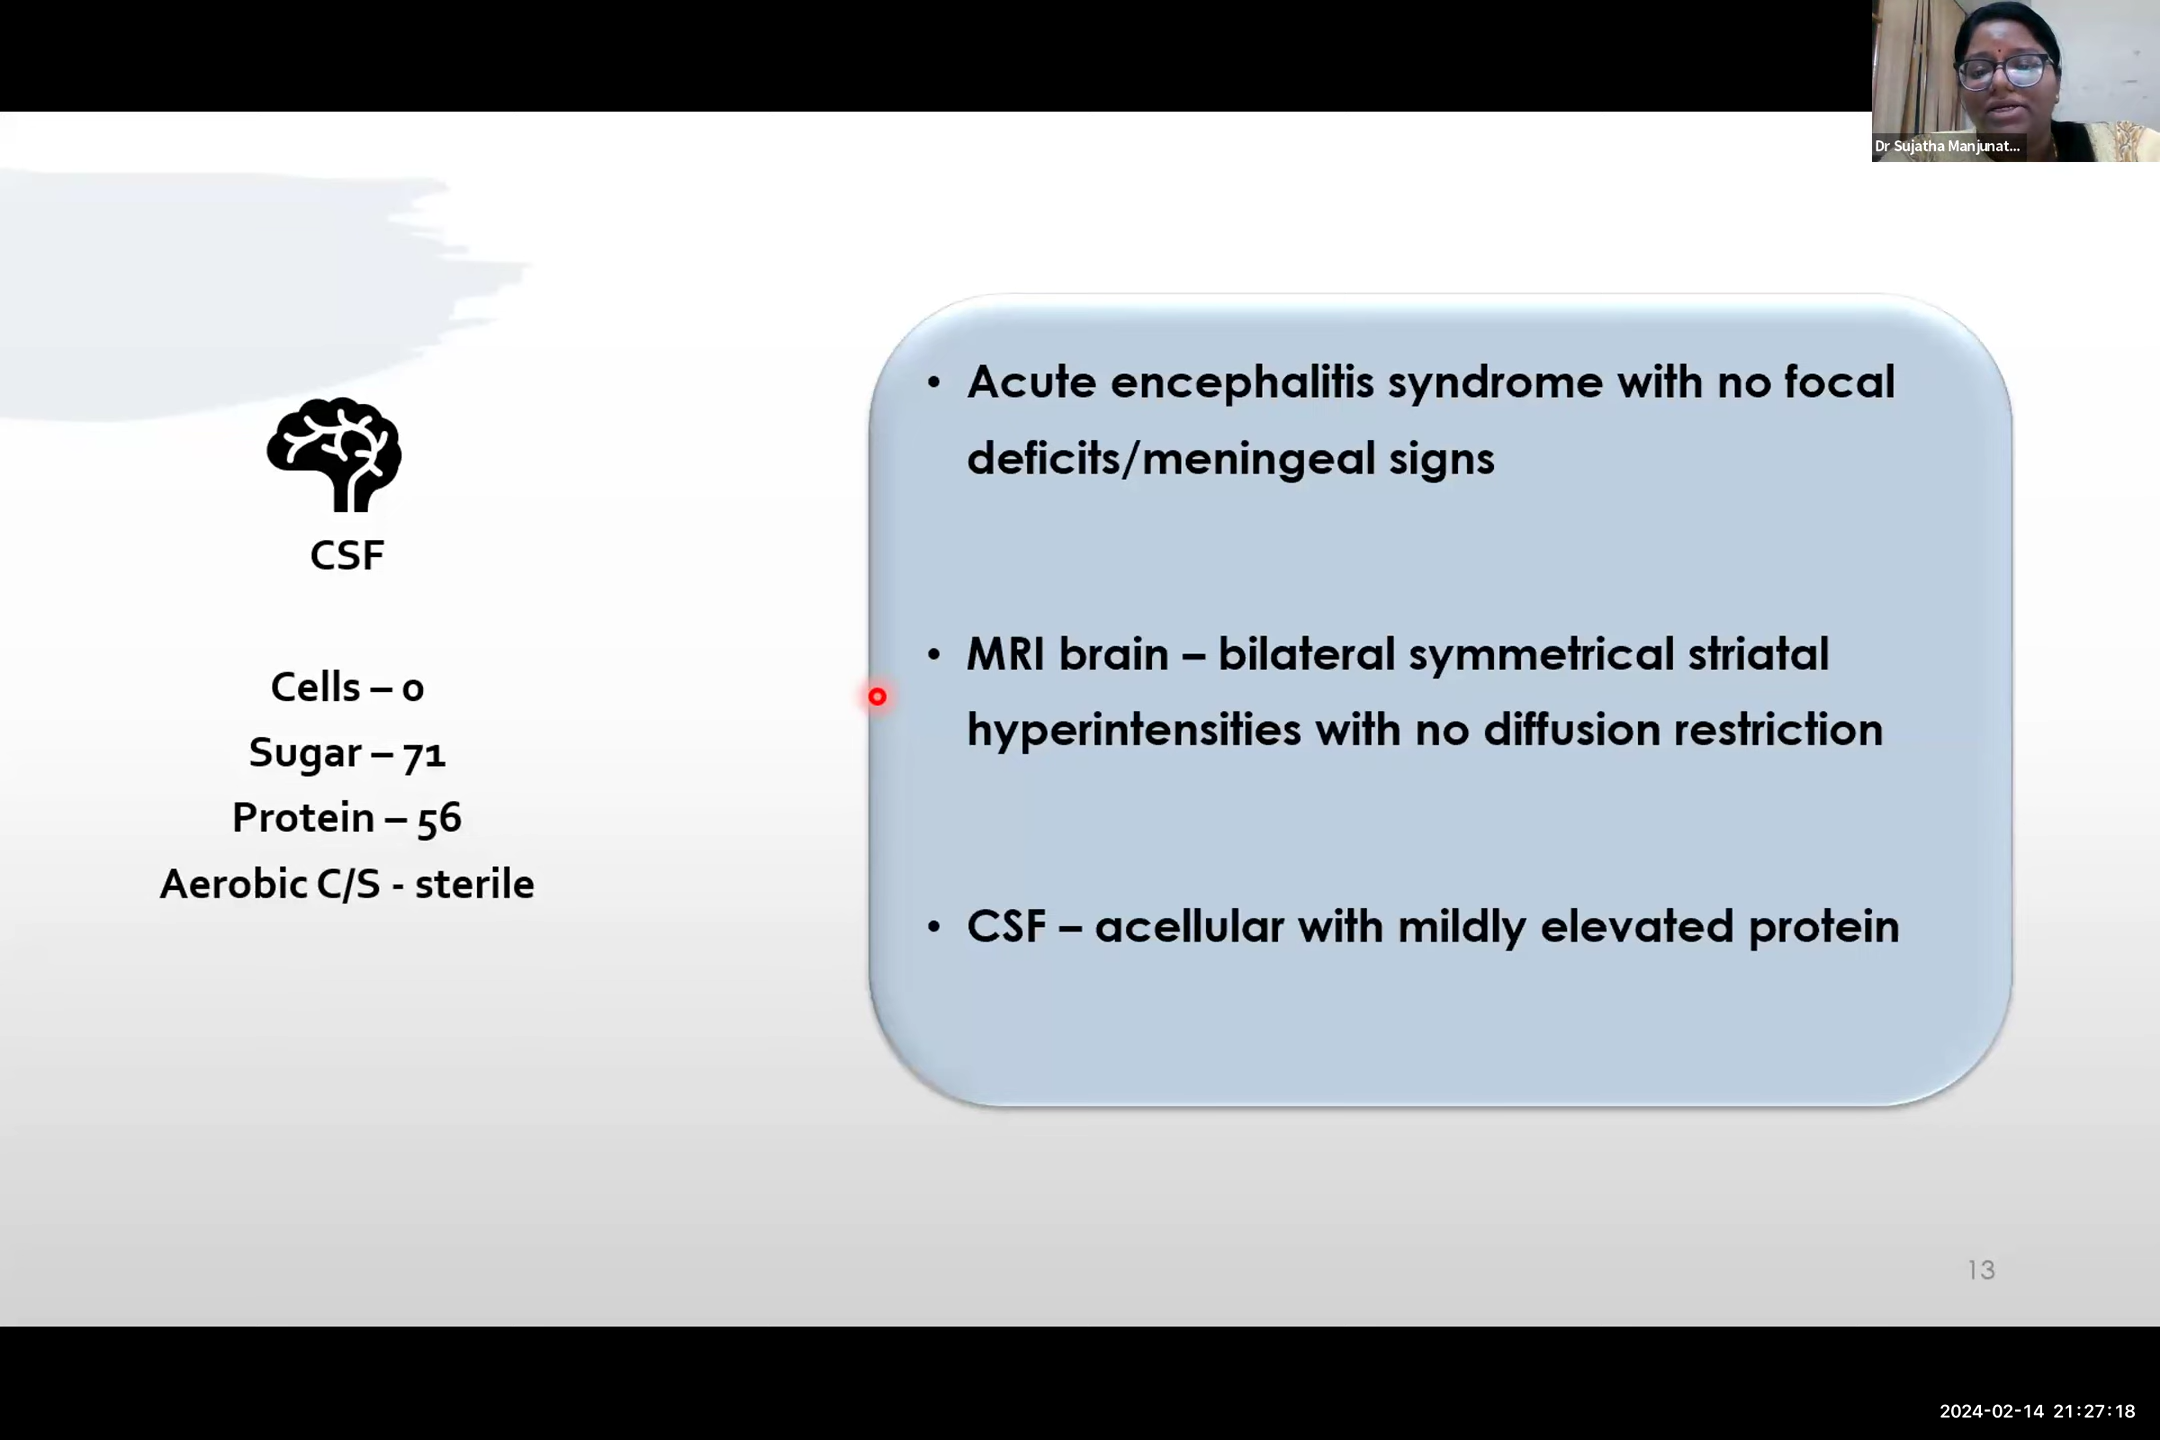 Dr Sujatha Manjunat...
CSF
Cells – 0
Sugar – 71
Protein – 56
Aerobic C/S - sterile
• Acute encephalitis syndrome with no focal
deficits/meningeal signs
• MRI brain – bilateral symmetrical striatal
hyperintensities with no diffusion restriction
• CSF – acellular with mildly elevated protein
13
2024-02-14 21:27:18